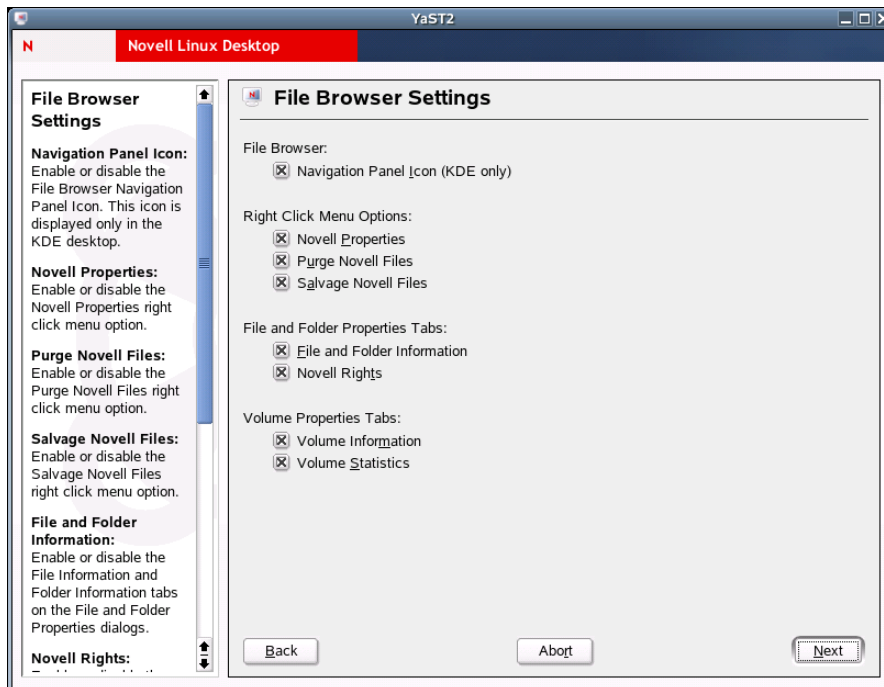 YaST2
N
Novell Linux Desktop
File Browser
Settings
Navigation Panel Icon:
Enable or disable the
File Browser Navigation
Panel Icon. This icon is
displayed only in the
KDE desktop.
Novell Properties:
Enable or disable the
Novell Properties right
click menu option.
Purge Novell Files:
Enable or disable the
Purge Novell Files right
click menu option.
Salvage Novell Files:
Enable or disable the
Salvage Novell Files
right click menu option.
File and Folder
Information:
Enable or disable the
File Information and
Folder Information tabs
on the File and Folder
Properties dialogs.
Novell Rights:
File Browser Settings
File Browser:
Navigation Panel Icon (KDE only)
Right Click Menu Options:
Novell Properties
Purge Novell Files
Salvage Novell Files
File and Folder Properties Tabs:
File and Folder Information
Novell Rights
Volume Properties Tabs:
Volume Information
Volume Statistics
Back
Abort
Next